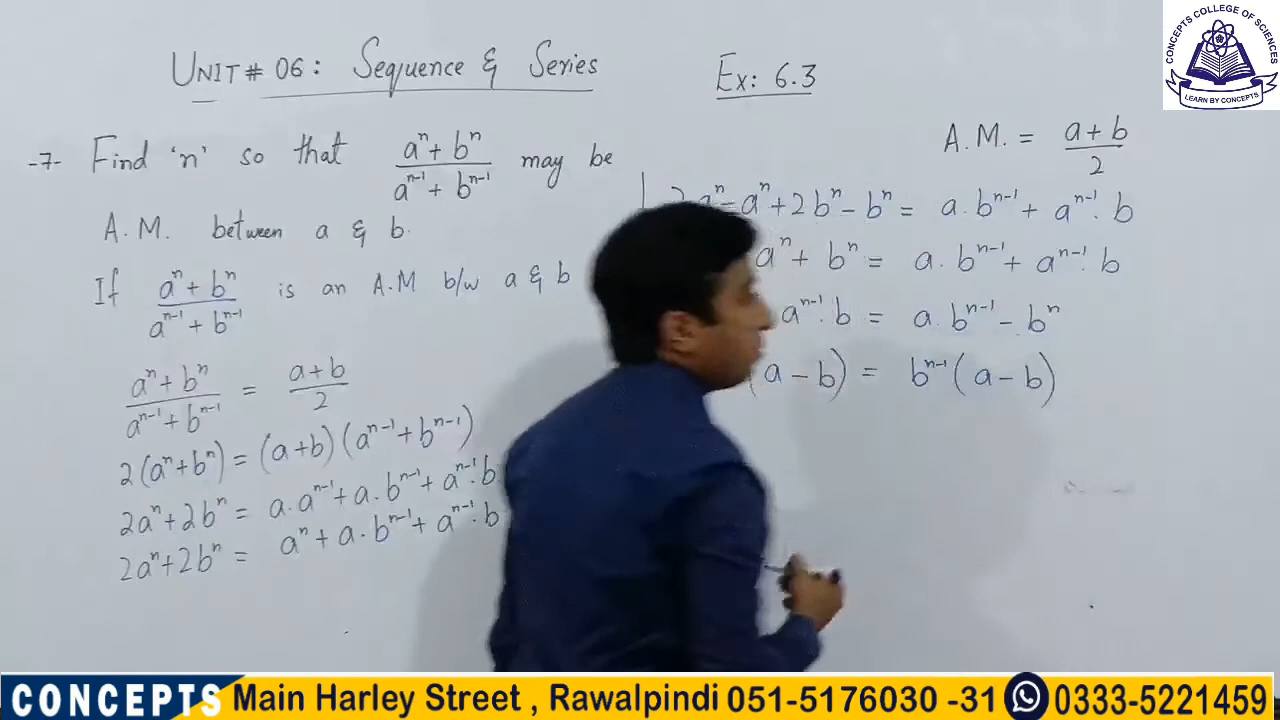 UNIT# 06: Sequence & Series
Ex: 6.3
-7- Find 'n' so that (aⁿ + bⁿ)/(aⁿ⁻¹ + bⁿ⁻¹) may be
A.M. between a & b.
If (aⁿ + bⁿ)/(aⁿ⁻¹ + bⁿ⁻¹) is an A.M b/w a & b
(aⁿ + bⁿ)/(aⁿ⁻¹ + bⁿ⁻¹) = (a+b)/2
2(aⁿ+bⁿ) = (a+b)(aⁿ⁻¹+bⁿ⁻¹)
2aⁿ+2bⁿ = a.aⁿ⁻¹+a.bⁿ⁻¹+aⁿ⁻¹.b
2aⁿ+2bⁿ = aⁿ+a.bⁿ⁻¹+aⁿ⁻¹.b
A.M. = (a+b)/2
2aⁿ-aⁿ+2bⁿ-bⁿ = a.bⁿ⁻¹+aⁿ⁻¹.b
aⁿ+bⁿ = a.bⁿ⁻¹+aⁿ⁻¹.b
aⁿ⁻¹.b = a.bⁿ⁻¹-bⁿ
(a-b) = bⁿ⁻¹(a-b)
CONCEPTS COLLEGE OF SCIENCES
LEARN BY CONCEPTS
CONCEPTS Main Harley Street , Rawalpindi 051-5176030 -31 0333-5221459